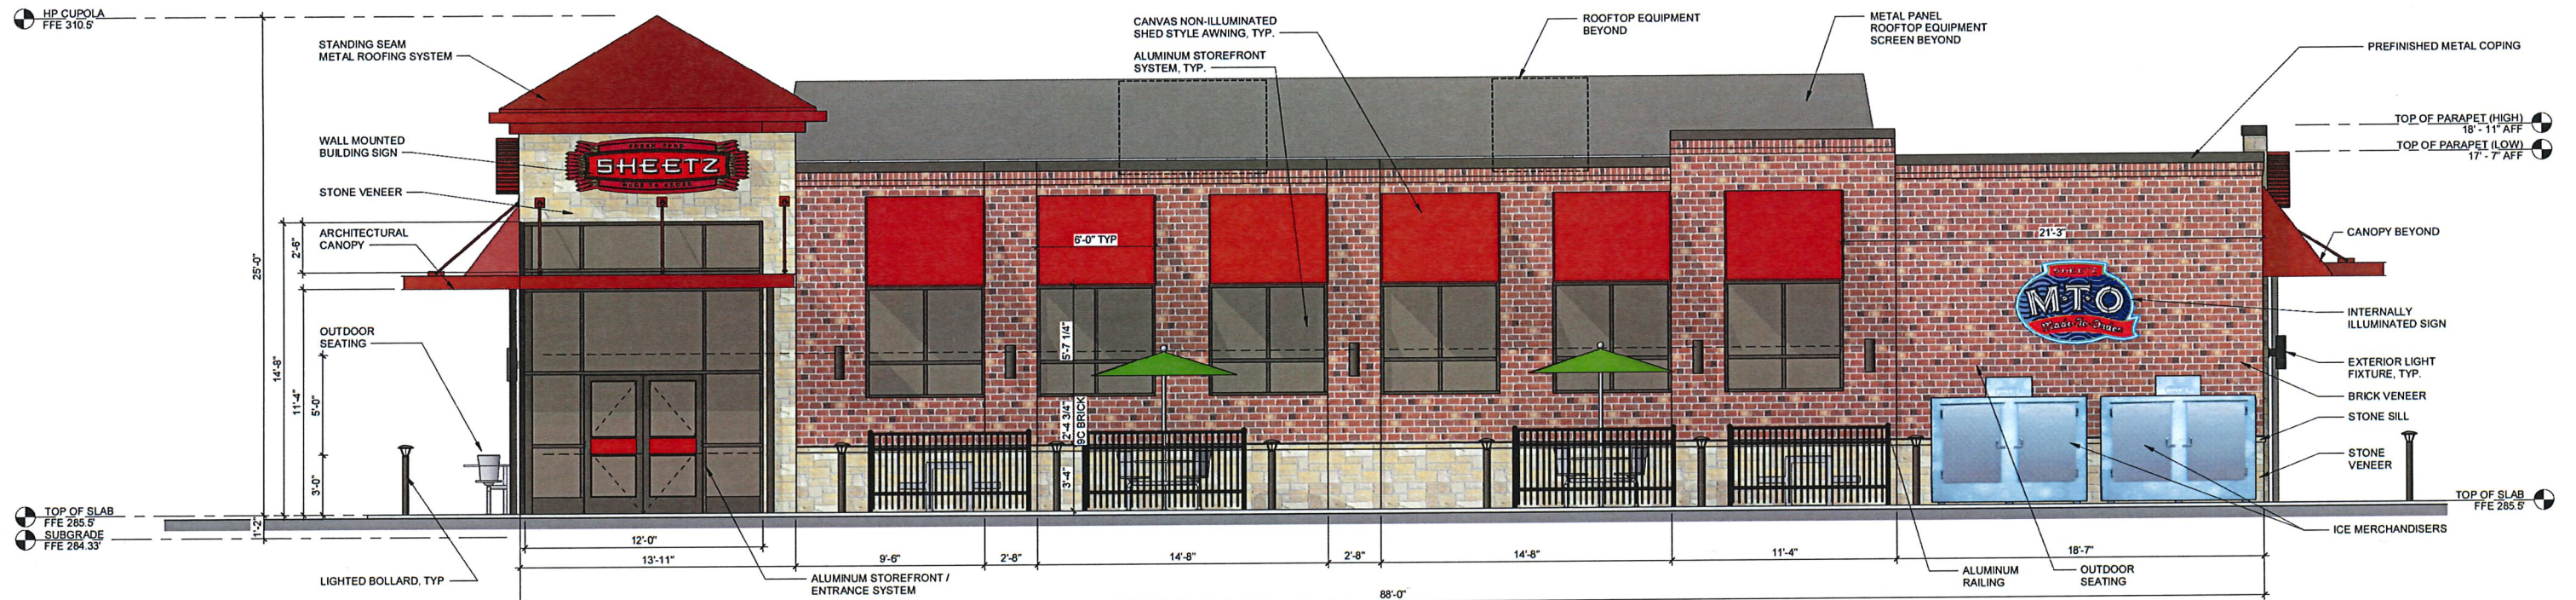 HP CUPOLA
FFE 310.5'
STANDING SEAM
METAL ROOFING SYSTEM
WALL MOUNTED
BUILDING SIGN
STONE VENEER
ARCHITECTURAL
CANOPY
OUTDOOR
SEATING
TOP OF SLAB
FFE 285.5'
SUBGRADE
FFE 284.33'
LIGHTED BOLLARD, TYP
25'-0"
14'-8"
2'-6"
11'-4"
5'-0"
3'-0"
1'-2"
SHEETZ
MADE TO ORDER
CANVAS NON-ILLUMINATED
SHED STYLE AWNING, TYP.
ALUMINUM STOREFRONT
SYSTEM, TYP.
ROOFTOP EQUIPMENT
BEYOND
METAL PANEL
ROOFTOP EQUIPMENT
SCREEN BEYOND
PREFINISHED METAL COPING
TOP OF PARAPET (HIGH)
18' - 11" AFF
TOP OF PARAPET (LOW)
17' - 7" AFF
6'-0" TYP
5'-7 1/4"
2'-4 3/4"
9C BRICK
3'-4"
21'-3"
SHEETZ
M·T·O
Made·To·Order
CANOPY BEYOND
INTERNALLY
ILLUMINATED SIGN
EXTERIOR LIGHT
FIXTURE, TYP.
BRICK VENEER
STONE SILL
STONE
VENEER
TOP OF SLAB
FFE 285.5'
ICE MERCHANDISERS
12'-0"
13'-11"
9'-6"
2'-8"
14'-8"
2'-8"
14'-8"
11'-4"
18'-7"
ALUMINUM STOREFRONT /
ENTRANCE SYSTEM
ALUMINUM
RAILING
OUTDOOR
SEATING
88'-0"